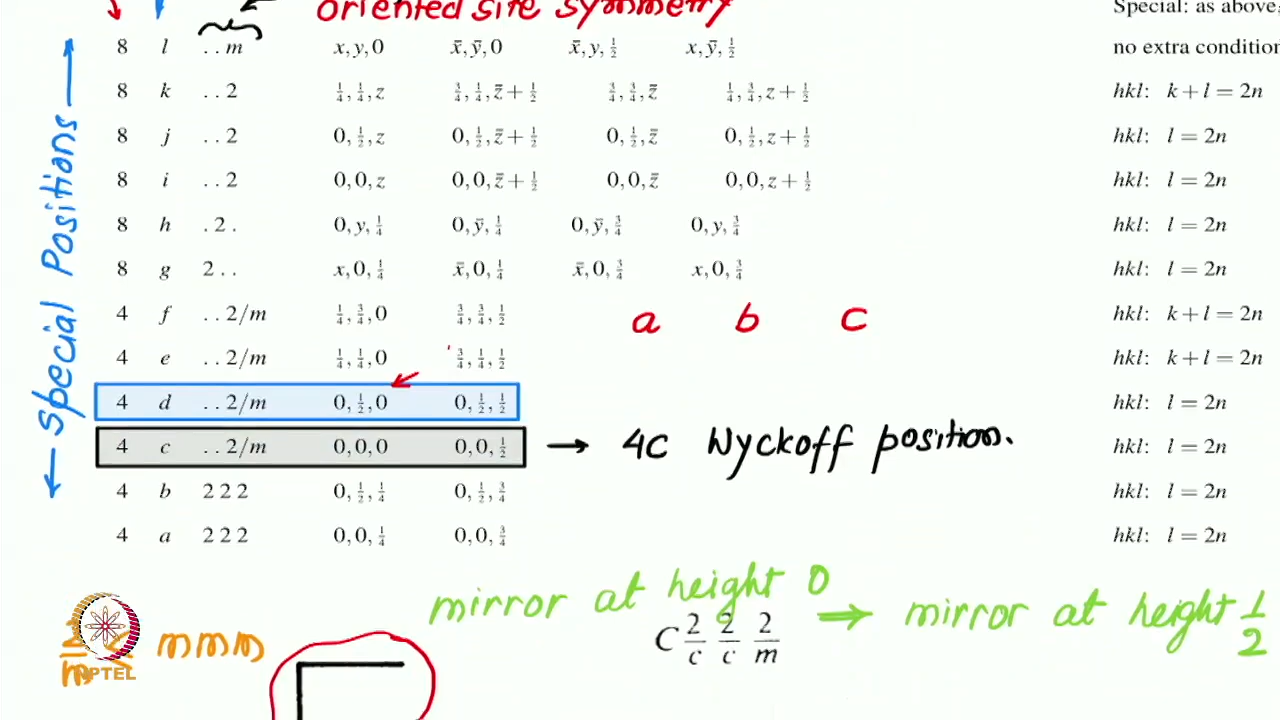 oriented site symmetry
Special: as above,
8 l . . m x, y, 0 x̄, ȳ, 0 x̄, y, ½ x, ȳ, ½ no extra condition
8 k . . 2 ¼, ¼, z ¾, ¼, z̄ + ½ ¾, ¾, z̄ ¼, ¾, z + ½ hkl: k + l = 2n
8 j . . 2 0, ½, z 0, ½, z̄ + ½ 0, ½, z̄ 0, ½, z + ½ hkl: l = 2n
8 i . . 2 0, 0, z 0, 0, z̄ + ½ 0, 0, z̄ 0, 0, z + ½ hkl: l = 2n
8 h . 2 . 0, y, ¼ 0, ȳ, ¼ 0, ȳ, ¾ 0, y, ¾ hkl: l = 2n
8 g 2 . . x, 0, ¼ x̄, 0, ¼ x̄, 0, ¾ x, 0, ¾ hkl: l = 2n
4 f . . 2/m ¼, ¾, 0 ¾, ¾, ½ a b c hkl: k + l = 2n
4 e . . 2/m ¼, ¼, 0 ¾, ¼, ½ hkl: k + l = 2n
4 d . . 2/m 0, ½, 0 0, ½, ½ hkl: l = 2n
4 c . . 2/m 0, 0, 0 0, 0, ½ → 4c Wyckoff position. hkl: l = 2n
4 b 2 2 2 0, ½, ¼ 0, ½, ¾ hkl: l = 2n
4 a 2 2 2 0, 0, ¼ 0, 0, ¾ hkl: l = 2n
← Special Positions →
mirror at height 0 ⇒ mirror at height ½
C 2/c 2/c 2/m
mmm
NPTEL